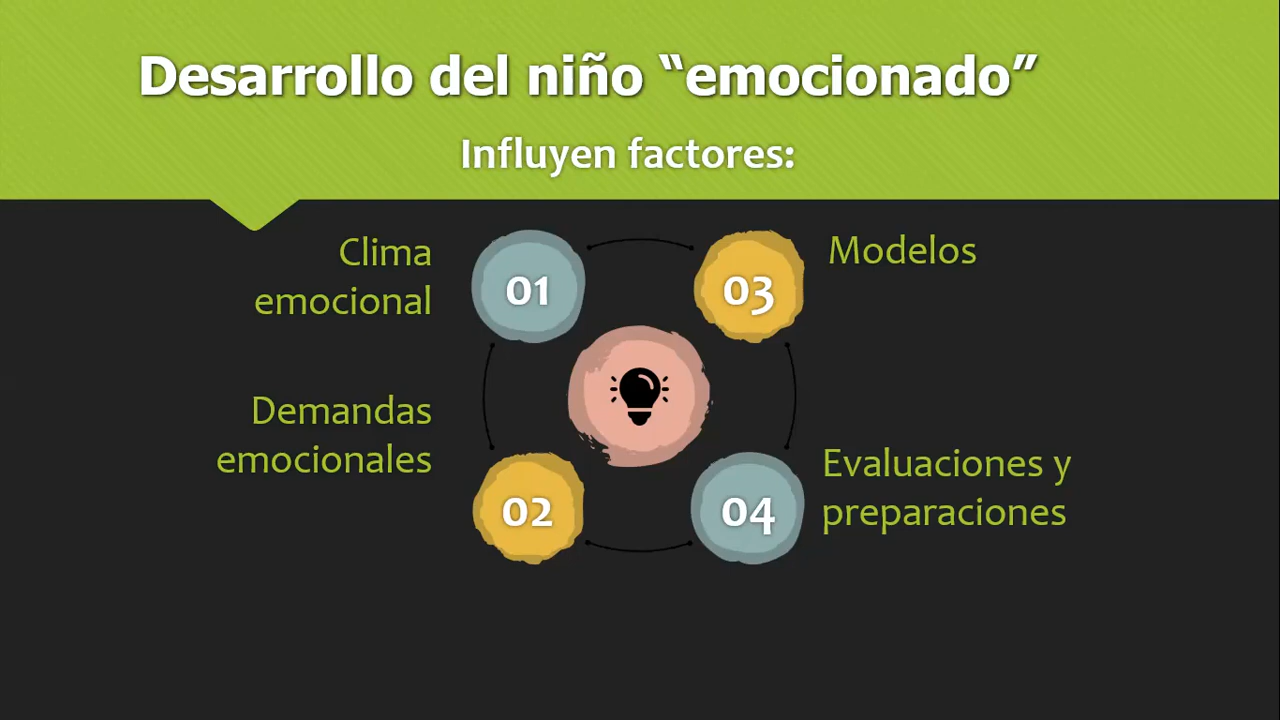 Desarrollo del niño “emocionado”
Influyen factores:
Clima
emocional
01
Demandas
emocionales
02
03
Modelos
04
Evaluaciones y
preparaciones